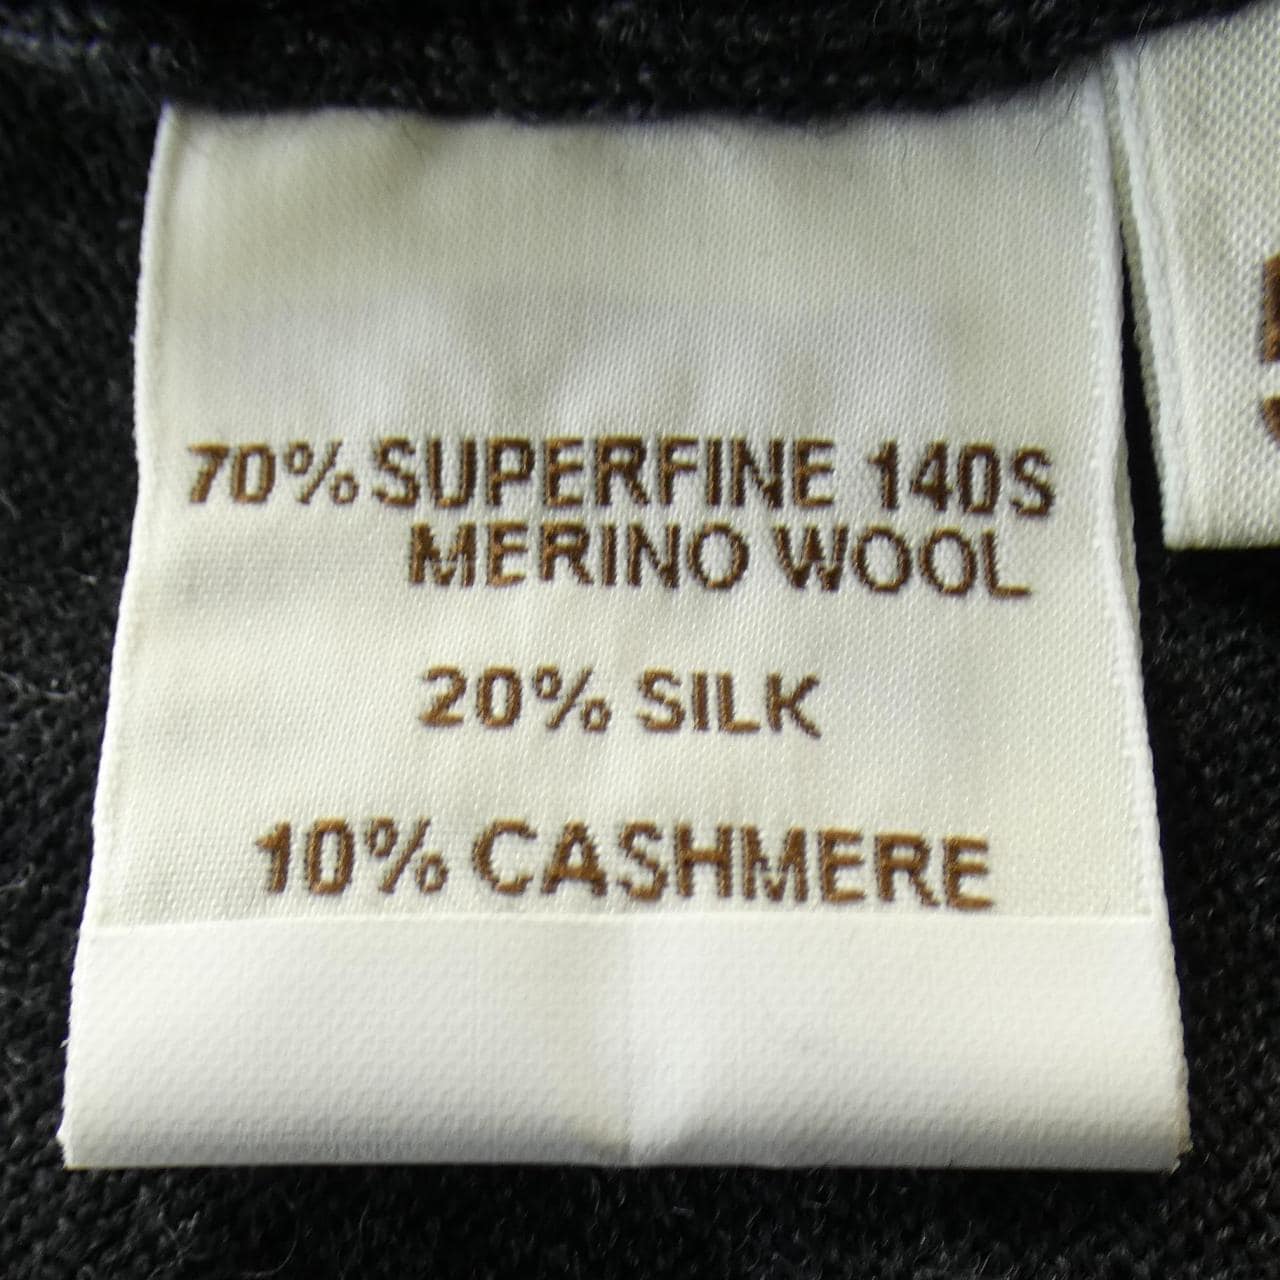 70% SUPERFINE 140S
MERINO WOOL
20% SILK
10% CASHMERE